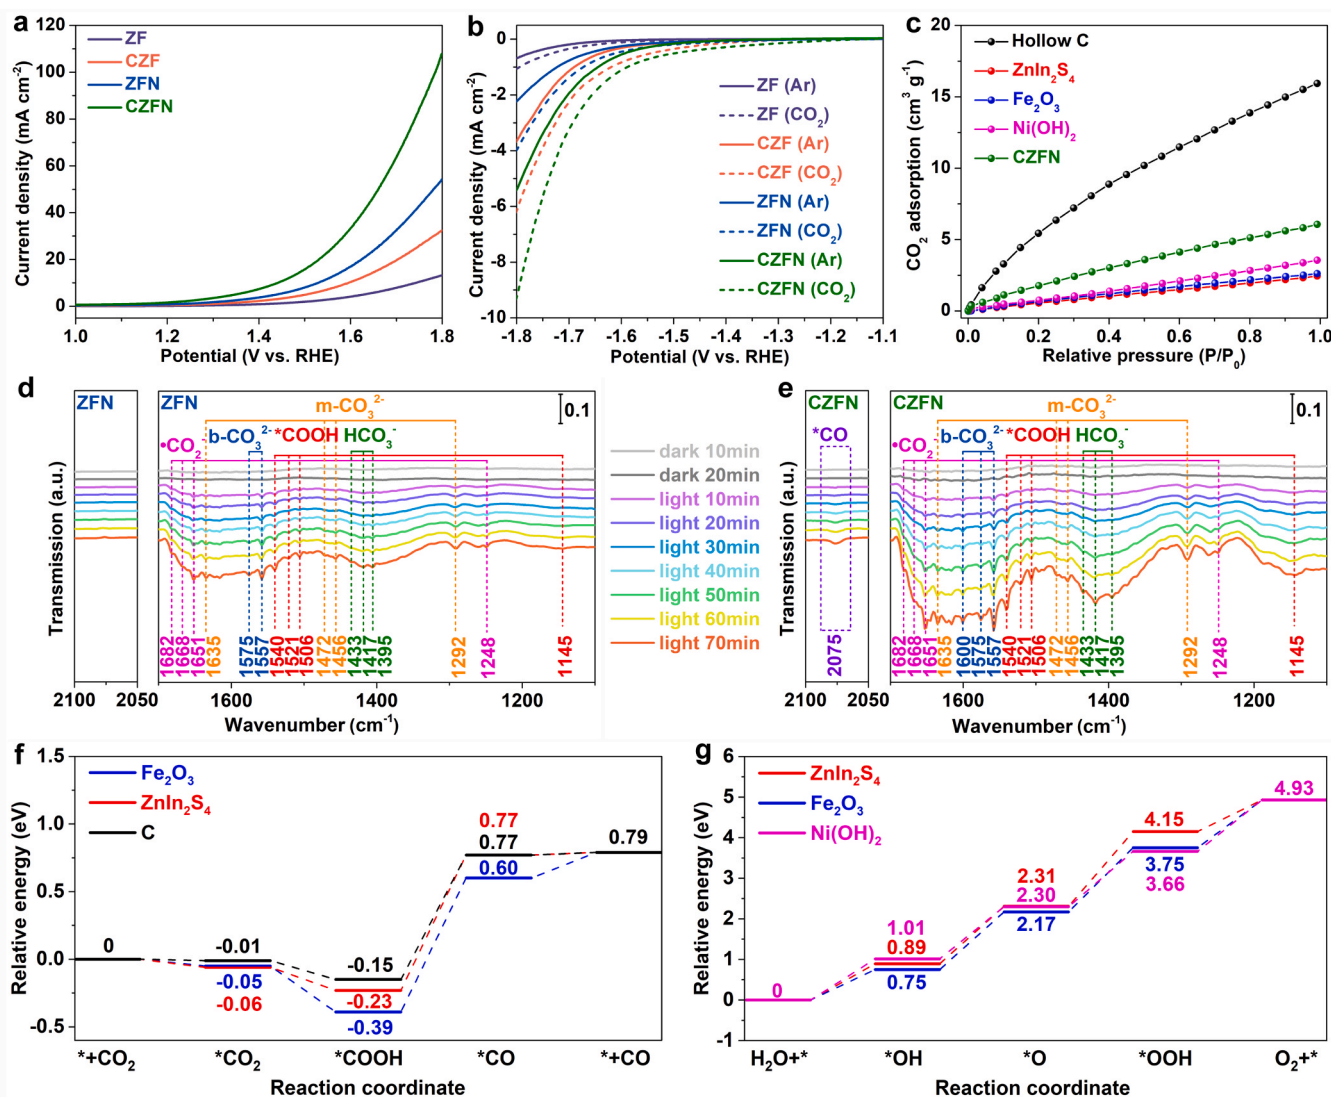 a
ZF
CZF
ZFN
CZFN
120
100
80
60
40
20
0
Current density (mA cm⁻²)
1.0 1.2 1.4 1.6 1.8
Potential (V vs. RHE)
b
0
-2
-4
-6
-8
-10
Current density (mA cm⁻²)
ZF (Ar)
ZF (CO₂)
CZF (Ar)
CZF (CO₂)
ZFN (Ar)
ZFN (CO₂)
CZFN (Ar)
CZFN (CO₂)
-1.8 -1.7 -1.6 -1.5 -1.4 -1.3 -1.2 -1.1
Potential (V vs. RHE)
c
20
15
10
5
0
CO₂ adsorption (cm³ g⁻¹)
Hollow C
ZnIn₂S₄
Fe₂O₃
Ni(OH)₂
CZFN
0.0 0.2 0.4 0.6 0.8 1.0
Relative pressure (P/P₀)
d
ZFN
ZFN
0.1
m-CO₃²⁻
b-CO₃²⁻ *COOH HCO₃⁻
•CO₂⁻
Transmission (a.u.)
1682 1668 1651 1635 1575 1557 1540 1521 1506 1472 1456 1433 1417 1395 1292 1248 1145
2100 2050 1600 1400 1200
Wavenumber (cm⁻¹)
dark 10min
dark 20min
light 10min
light 20min
light 30min
light 40min
light 50min
light 60min
light 70min
e
CZFN
CZFN
0.1
m-CO₃²⁻
*CO
b-CO₃²⁻ *COOH HCO₃⁻
•CO₂⁻
Transmission (a.u.)
2075 1682 1668 1651 1635 1600 1575 1557 1540 1521 1506 1472 1456 1433 1417 1395 1292 1248 1145
2100 2050 1600 1400 1200
Wavenumber (cm⁻¹)
f
1.5
1.0
0.5
0.0
-0.5
Relative energy (eV)
Fe₂O₃
ZnIn₂S₄
C
0
-0.01
-0.05
-0.06
-0.15
-0.23
-0.39
0.77
0.77
0.60
0.79
*+CO₂ *CO₂ *COOH *CO *+CO
Reaction coordinate
g
6
5
4
3
2
1
0
-1
Relative energy (eV)
ZnIn₂S₄
Fe₂O₃
Ni(OH)₂
0
1.01
0.89
0.75
2.31
2.30
2.17
4.15
3.75
3.66
4.93
H₂O+* *OH *O *OOH O₂+*
Reaction coordinate